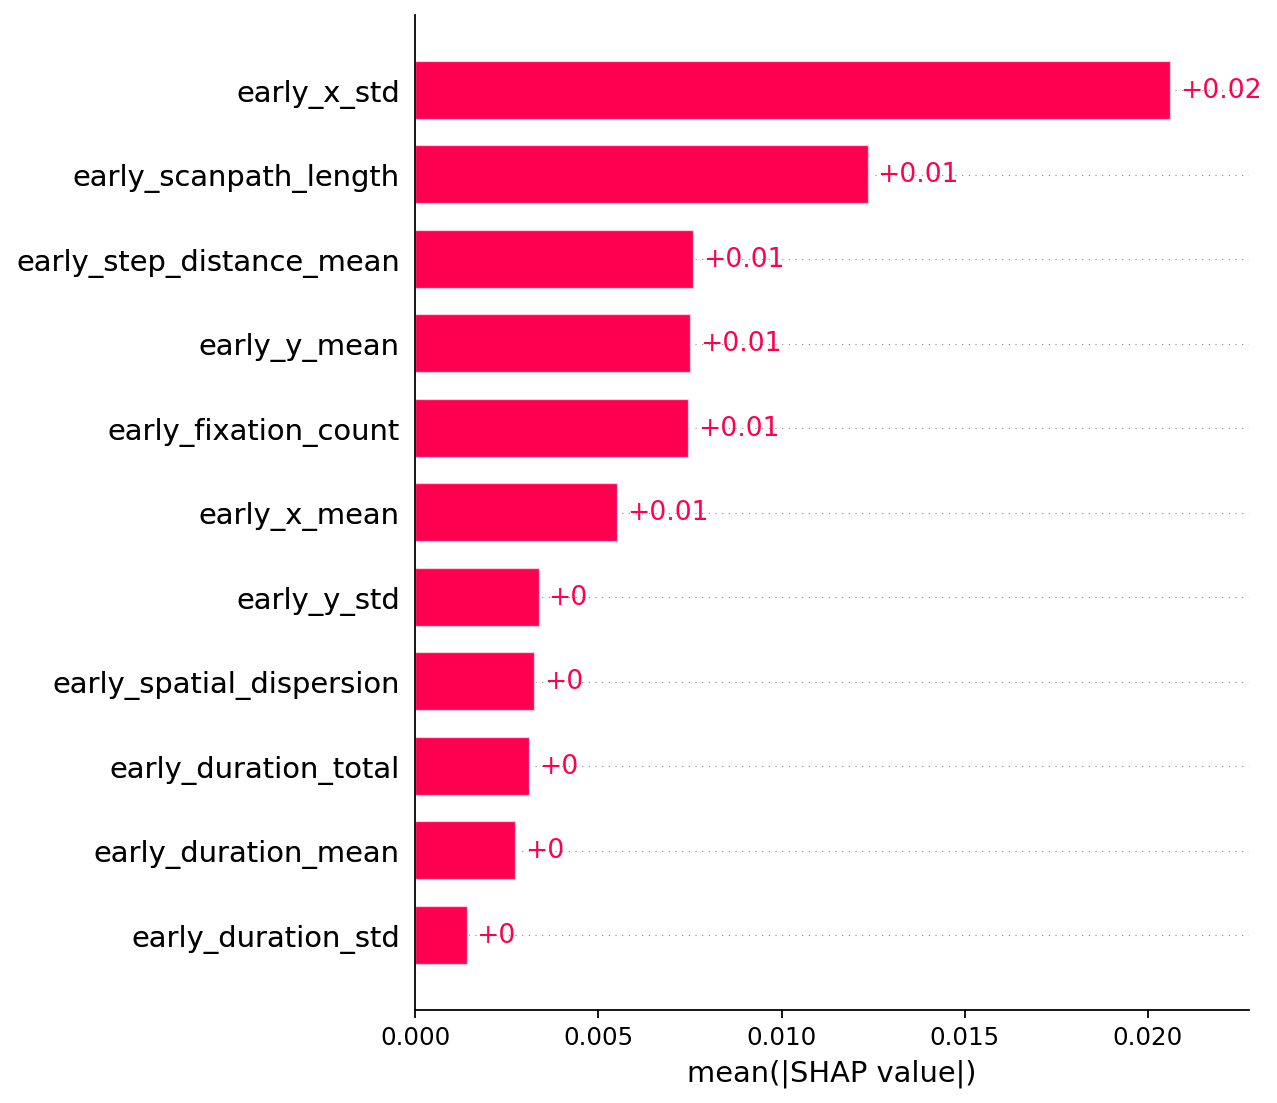 early_x_std +0.02
early_scanpath_length +0.01
early_step_distance_mean +0.01
early_y_mean +0.01
early_fixation_count +0.01
early_x_mean +0.01
early_y_std +0
early_spatial_dispersion +0
early_duration_total +0
early_duration_mean +0
early_duration_std +0
0.000 0.005 0.010 0.015 0.020
mean(|SHAP value|)